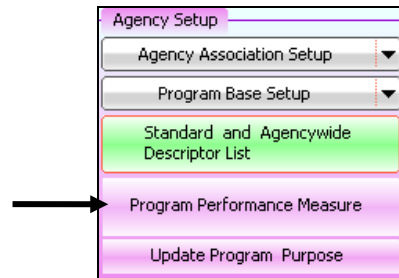 Agency Setup
Agency Association Setup
Program Base Setup
Standard and Agencywide
Descriptor List
Program Performance Measure
Update Program Purpose